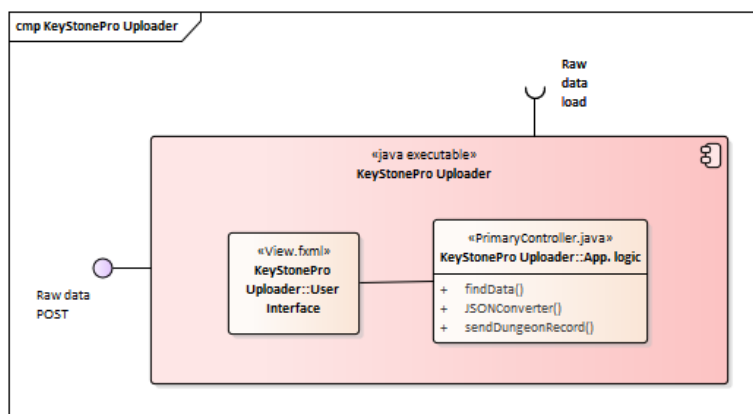 cmp KeyStonePro Uploader
Raw
data
load
«java executable»
KeyStonePro Uploader
«View.fxml»
KeyStonePro
Uploader::User
Interface
«PrimaryController.java»
KeyStonePro Uploader::App. logic
+ findData()
+ JSONConverter()
+ sendDungeonRecord()
Raw data
POST